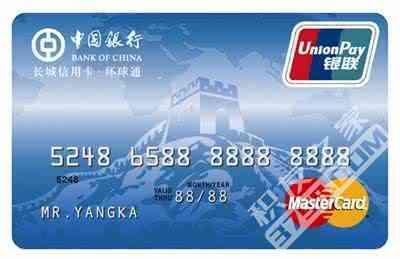 中国银行
BANK OF CHINA
长城信用卡·环球通
UnionPay
银联
5248 6588 8888 8888
5248
MONTH/YEAR
VALID THRU
88/88
MR.YANGKA
MasterCard